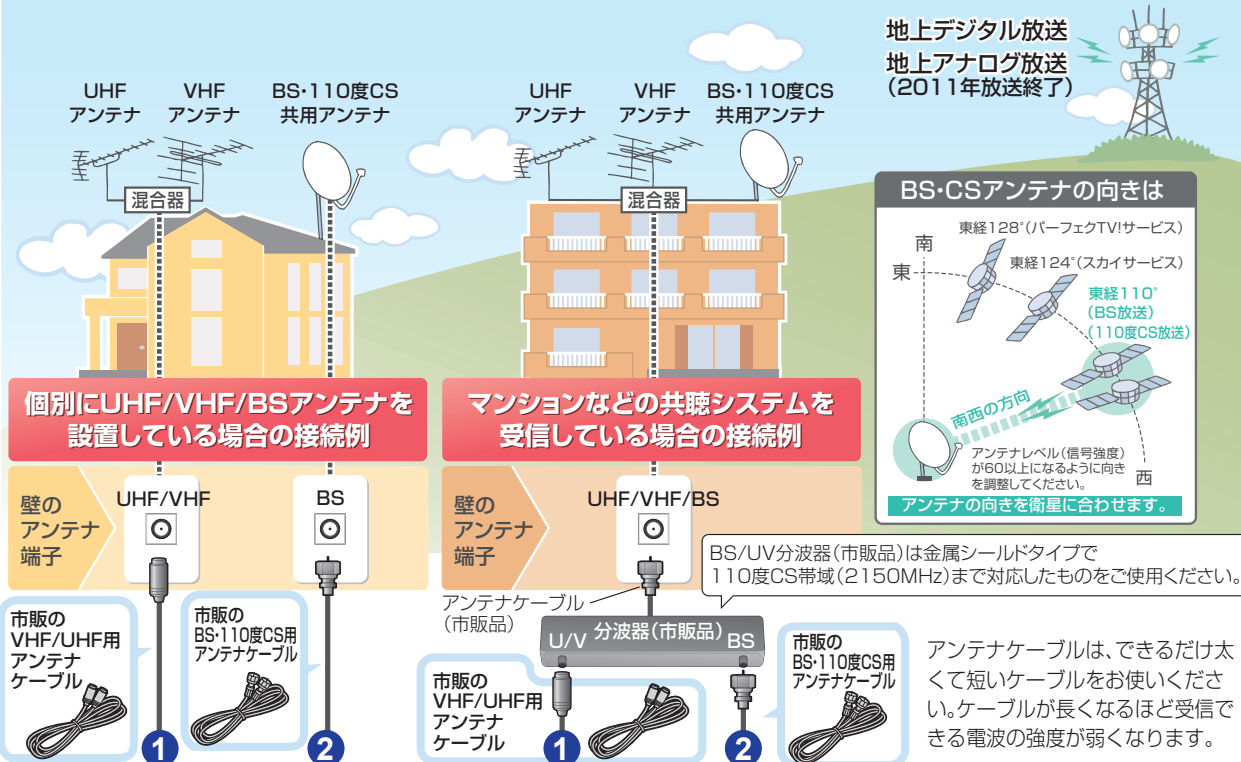 地上デジタル放送
地上アナログ放送
（2011年放送終了）
UHF
アンテナ
VHF
アンテナ
BS・110度CS
共用アンテナ
混合器
UHF
アンテナ
VHF
アンテナ
BS・110度CS
共用アンテナ
混合器
BS・CSアンテナの向きは
東経128°（パーフェクTV!サービス）
南
東経124°（スカイサービス）
東
東経110°
（BS放送）
（110度CS放送）
南西の方向
アンテナレベル（信号強度）
が60以上になるように向き
を調整してください。
西
アンテナの向きを衛星に合わせます。
個別にUHF/VHF/BSアンテナを
設置している場合の接続例
マンションなどの共聴システムを
受信している場合の接続例
壁の
アンテナ
端子
UHF/VHF
BS
壁の
アンテナ
端子
UHF/VHF/BS
BS/UV分波器（市販品）は金属シールドタイプで
110度CS帯域（2150MHz）まで対応したものをご使用ください。
アンテナケーブル
（市販品）
U/V
分波器（市販品）
BS
市販の
VHF/UHF用
アンテナ
ケーブル
1
市販の
BS・110度CS用
アンテナケーブル
2
市販の
VHF/UHF用
アンテナ
ケーブル
1
市販の
BS・110度CS用
アンテナケーブル
2
アンテナケーブルは、できるだけ太
くて短いケーブルをお使いくださ
い。ケーブルが長くなるほど受信で
きる電波の強度が弱くなります。